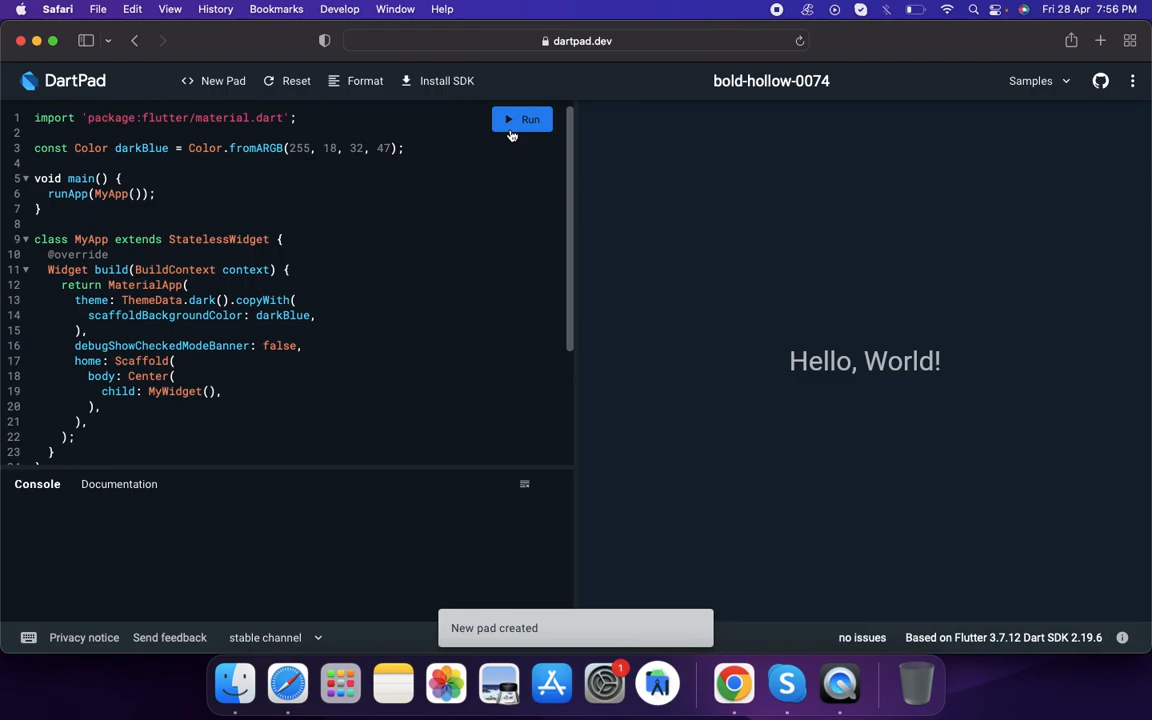 Safari File Edit View History Bookmarks Develop Window Help Fri 28 Apr 7:56 PM
dartpad.dev
DartPad <> New Pad Reset Format Install SDK bold-hollow-0074 Samples
Run
1 import 'package:flutter/material.dart';
2
3 const Color darkBlue = Color.fromARGB(255, 18, 32, 47);
4
5 void main() {
6 runApp(MyApp());
7 }
8
9 class MyApp extends StatelessWidget {
10 @override
11 Widget build(BuildContext context) {
12 return MaterialApp(
13 theme: ThemeData.dark().copyWith(
14 scaffoldBackgroundColor: darkBlue,
15 ),
16 debugShowCheckedModeBanner: false,
17 home: Scaffold(
18 body: Center(
19 child: MyWidget(),
20 ),
21 ),
22 );
23 }
Hello, World!
Console Documentation
New pad created
Privacy notice Send feedback stable channel no issues Based on Flutter 3.7.12 Dart SDK 2.19.6
1